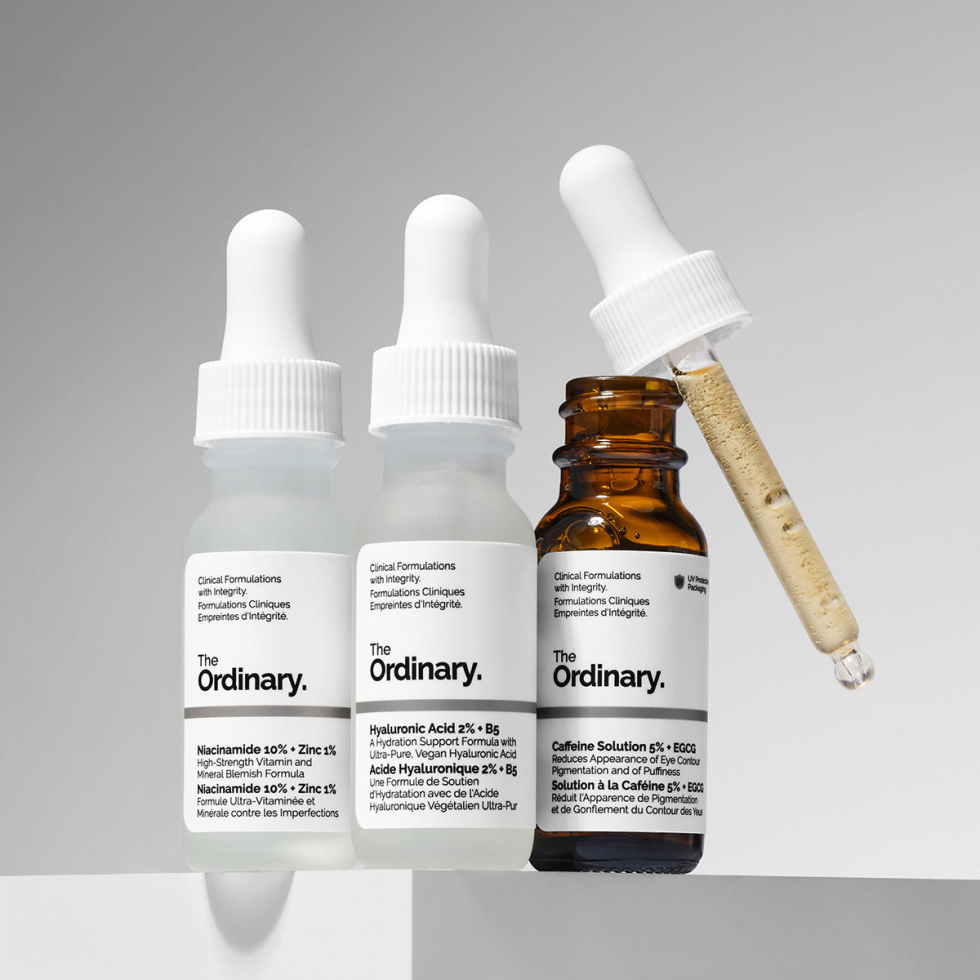 Clinical Formulations
with Integrity.
Formulations Cliniques
Empreintes d'Intégrité.
The
Ordinary.
Niacinamide 10% + Zinc 1%
High-Strength Vitamin and
Mineral Blemish Formula
Niacinamide 10% + Zinc 1%
Formule Ultra-Vitaminée et
Minérale contre les Imperfections
Clinical Formulations
with Integrity.
Formulations Cliniques
Empreintes d'Intégrité.
The
Ordinary.
Hyaluronic Acid 2% + B5
A Hydration Support Formula with
Ultra-Pure, Vegan Hyaluronic Acid
Acide Hyaluronique 2% + B5
Une Formule de Soutien
d'Hydratation avec de l'Acide
Hyaluronique Végétalien Ultra-Pur
Clinical Formulations
with Integrity.
Formulations Cliniques
Empreintes d'Intégrité.
UV Protective
Packaging
The
Ordinary.
Caffeine Solution 5% + EGCG
Reduces Appearance of Eye Contour
Pigmentation and of Puffiness
Solution à la Caféine 5% + EGCG
Réduit l'Apparence de Pigmentation
et de Gonflement du Contour des Yeux